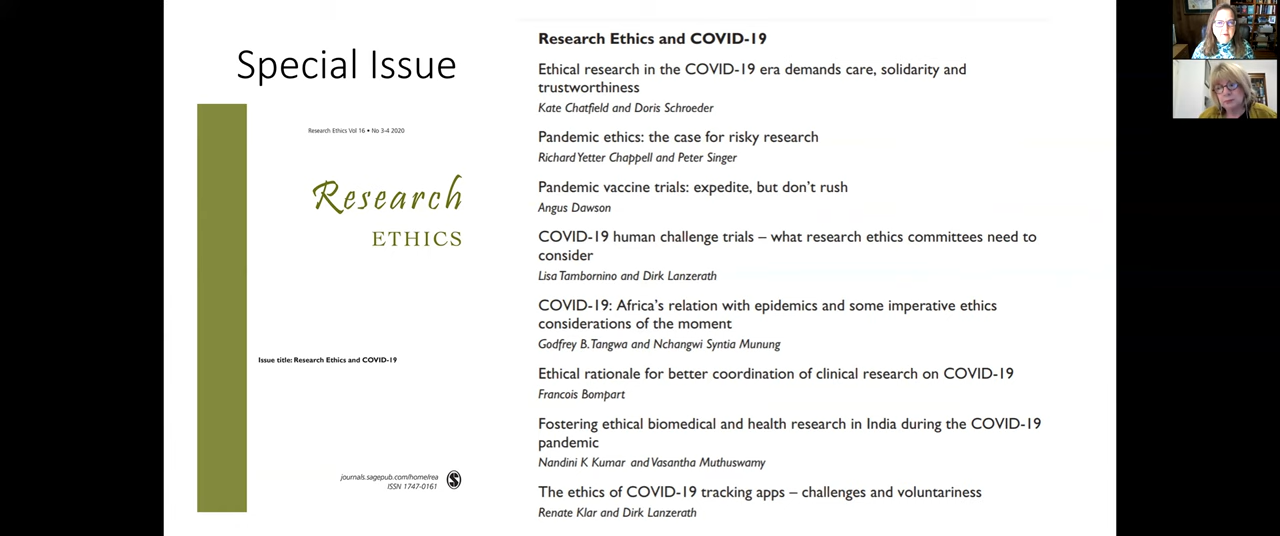 Special Issue
Research Ethics Vol 16 • No 3-4 2020
Research
ETHICS
Issue title: Research Ethics and COVID-19
journals.sagepub.com/home/rea
ISSN 1747-0161
Research Ethics and COVID-19
Ethical research in the COVID-19 era demands care, solidarity and
trustworthiness
Kate Chatfield and Doris Schroeder
Pandemic ethics: the case for risky research
Richard Yetter Chappell and Peter Singer
Pandemic vaccine trials: expedite, but don’t rush
Angus Dawson
COVID-19 human challenge trials – what research ethics committees need to
consider
Lisa Tambornino and Dirk Lanzerath
COVID-19: Africa’s relation with epidemics and some imperative ethics
considerations of the moment
Godfrey B. Tangwa and Nchangwi Syntia Munung
Ethical rationale for better coordination of clinical research on COVID-19
Francois Bompart
Fostering ethical biomedical and health research in India during the COVID-19
pandemic
Nandini K Kumar and Vasantha Muthuswamy
The ethics of COVID-19 tracking apps – challenges and voluntariness
Renate Klar and Dirk Lanzerath